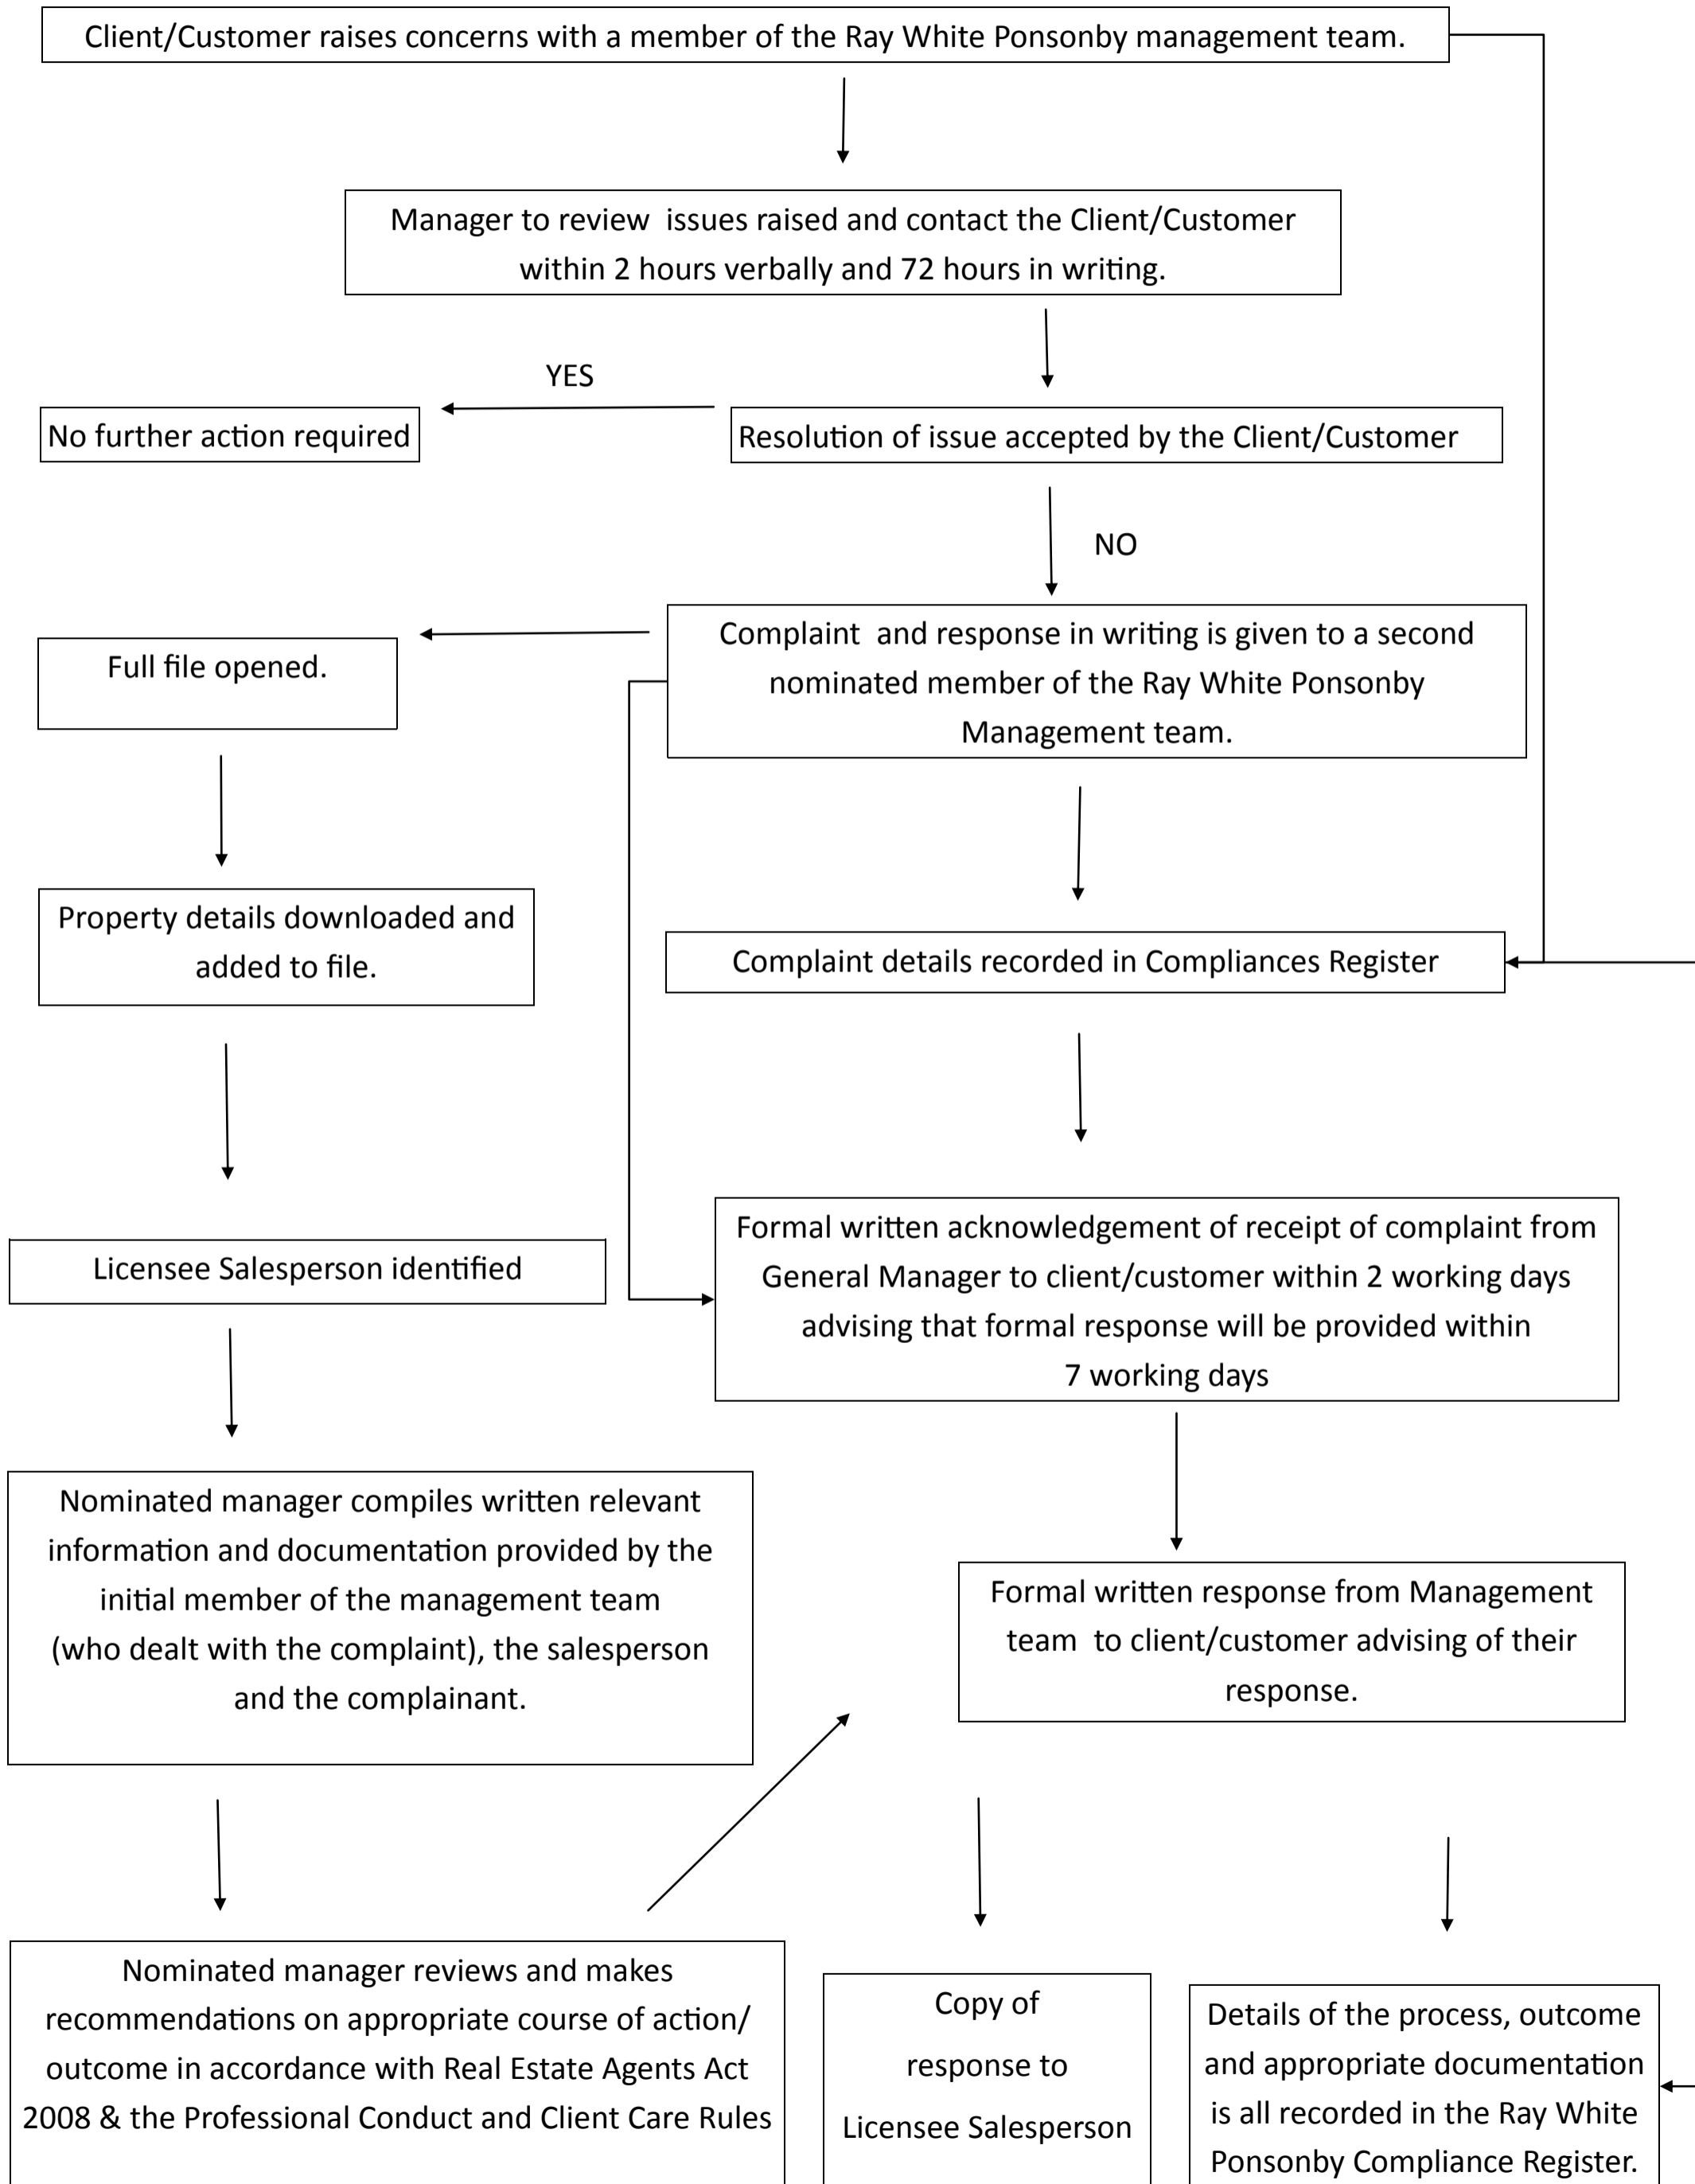 Client/Customer raises concerns with a member of the Ray White Ponsonby management team.
Manager to review  issues raised and contact the Client/Customer
within 2 hours verbally and 72 hours in writing.
YES
No further action required
Resolution of issue accepted by the Client/Customer
NO
Full file opened.
Complaint  and response in writing is given to a second
nominated member of the Ray White Ponsonby
Management team.
Property details downloaded and
added to file.
Complaint details recorded in Compliances Register
Licensee Salesperson identified
Formal written acknowledgement of receipt of complaint from
General Manager to client/customer within 2 working days
advising that formal response will be provided within
7 working days
Nominated manager compiles written relevant
information and documentation provided by the
initial member of the management team
(who dealt with the complaint), the salesperson
and the complainant.
Formal written response from Management
team  to client/customer advising of their
response.
Nominated manager reviews and makes
recommendations on appropriate course of action/
outcome in accordance with Real Estate Agents Act
2008 & the Professional Conduct and Client Care Rules
Copy of
response to
Licensee Salesperson
Details of the process, outcome
and appropriate documentation
is all recorded in the Ray White
Ponsonby Compliance Register.